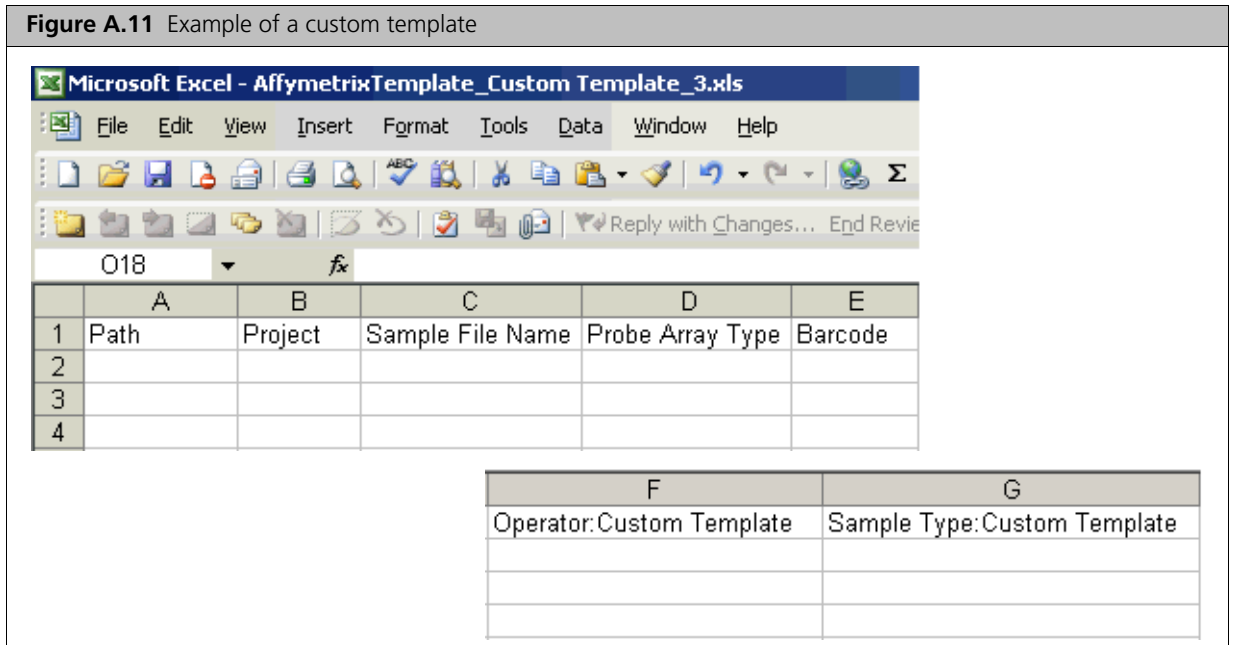 Figure A.11 Example of a custom template
Microsoft Excel - AffymetrixTemplate_Custom Template_3.xls
File Edit View Insert Format Tools Data Window Help
ABC Σ
Reply with Changes... End Revie
O18 fx
A B C D E
1 Path Project Sample File Name Probe Array Type Barcode
2
3
4
F G
Operator:Custom Template Sample Type:Custom Template